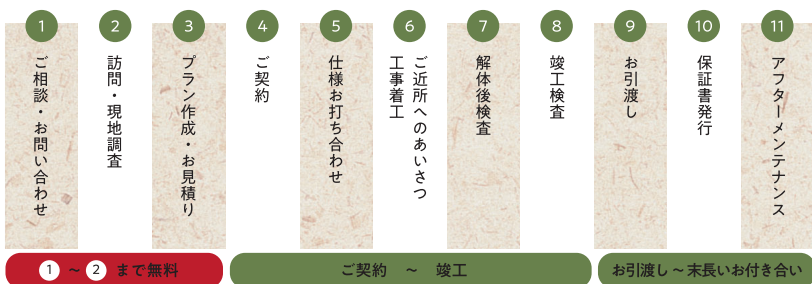 1
ご相談・お問い合わせ
2
訪問・現地調査
3
プラン作成・お見積り
4
ご契約
5
仕様お打ち合わせ
6
ご近所へのあいさつ
工事着工
7
解体後検査
8
竣工検査
9
お引渡し
10
保証書発行
11
アフターメンテナンス
1 ~ 2 まで無料
ご契約 ~ 竣工
お引渡し ~ 末長いお付き合い